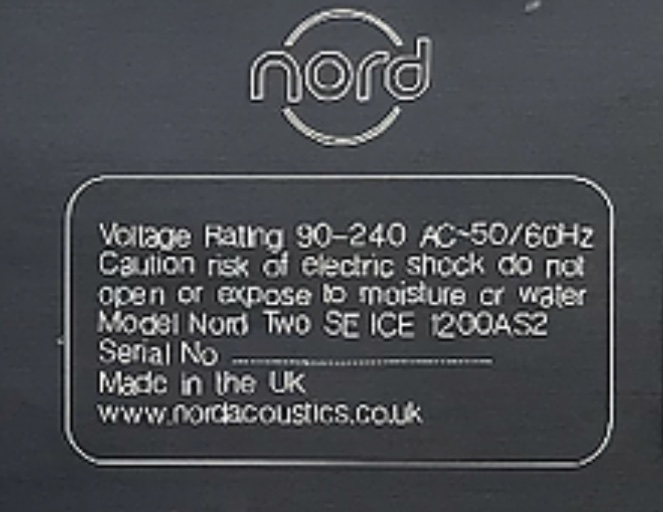 nord
Voltage Rating 90-240 AC~50/60Hz
Caution risk of electric shock do not
open or expose to moisture or water
Model Nord Two SE ICE 1200AS2
Serial No ........................................
Made in the Uk
www.nordacoustics.co.uk